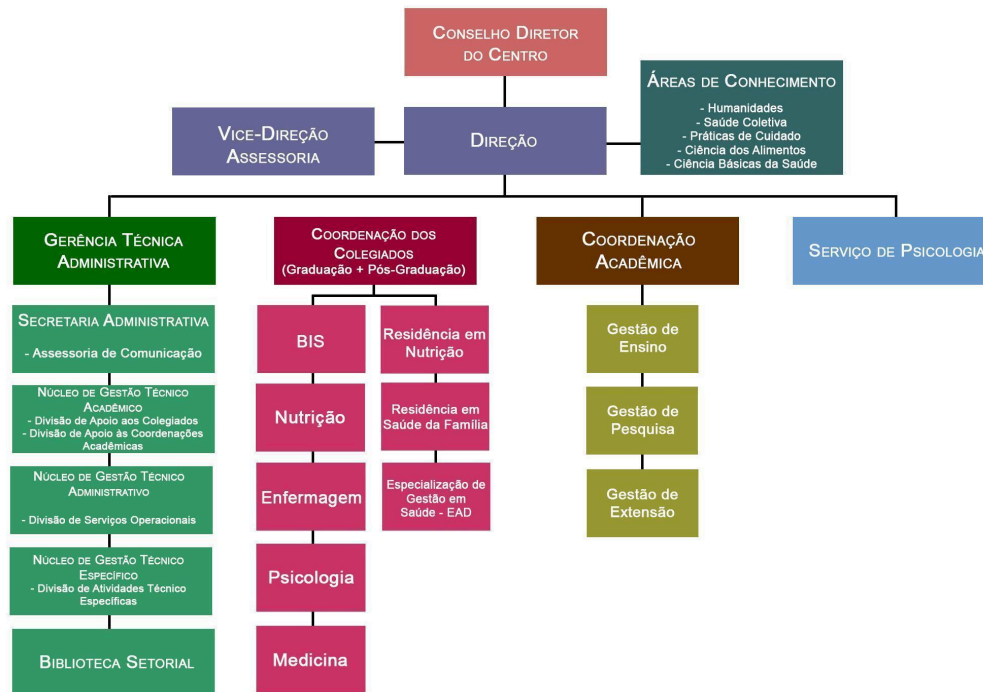 CONSELHO DIRETOR
DO CENTRO
ÁREAS DE CONHECIMENTO
- Humanidades
- Saúde Coletiva
- Práticas de Cuidado
- Ciência dos Alimentos
- Ciência Básicas da Saúde
VICE-DIREÇÃO
ASSESSORIA
DIREÇÃO
GERÊNCIA TÉCNICA
ADMINISTRATIVA
COORDENAÇÃO DOS
COLEGIADOS
(Graduação + Pós-Graduação)
COORDENAÇÃO
ACADÊMICA
SERVIÇO DE PSICOLOGIA
SECRETARIA ADMINISTRATIVA
- Assessoria de Comunicação
NÚCLEO DE GESTÃO TÉCNICO
ACADÊMICO
- Divisão de Apoio aos Colegiados
- Divisão de Apoio às Coordenações
Acadêmicas
NÚCLEO DE GESTÃO TÉCNICO
ADMINISTRATIVO
- Divisão de Serviços Operacionais
NÚCLEO DE GESTÃO TÉCNICO
ESPECÍFICO
- Divisão de Atividades Técnico
Específicas
BIBLIOTECA SETORIAL
BIS
Nutrição
Enfermagem
Psicologia
Medicina
Residência em
Nutrição
Residência em
Saúde da Família
Especialização de
Gestão em
Saúde - EAD
Gestão de
Ensino
Gestão de
Pesquisa
Gestão de
Extensão